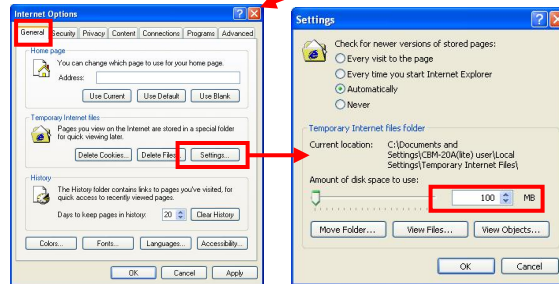 Internet Options
General Security Privacy Content Connections Programs Advanced
Home page
You can change which page to use for your home page.
Address:
Use Current Use Default Use Blank
Temporary Internet files
Pages you view on the Internet are stored in a special folder
for quick viewing later.
Delete Cookies... Delete Files... Settings...
History
The History folder contains links to pages you've visited, for
quick access to recently viewed pages.
Days to keep pages in history: 20 Clear History
Colors... Fonts... Languages... Accessibility...
OK Cancel Apply
Settings
Check for newer versions of stored pages:
Every visit to the page
Every time you start Internet Explorer
Automatically
Never
Temporary Internet files folder
Current location: C:\Documents and
Settings\CBM-20A(lite) user\Local
Settings\Temporary Internet Files\
Amount of disk space to use:
100 MB
Move Folder... View Files... View Objects...
OK Cancel